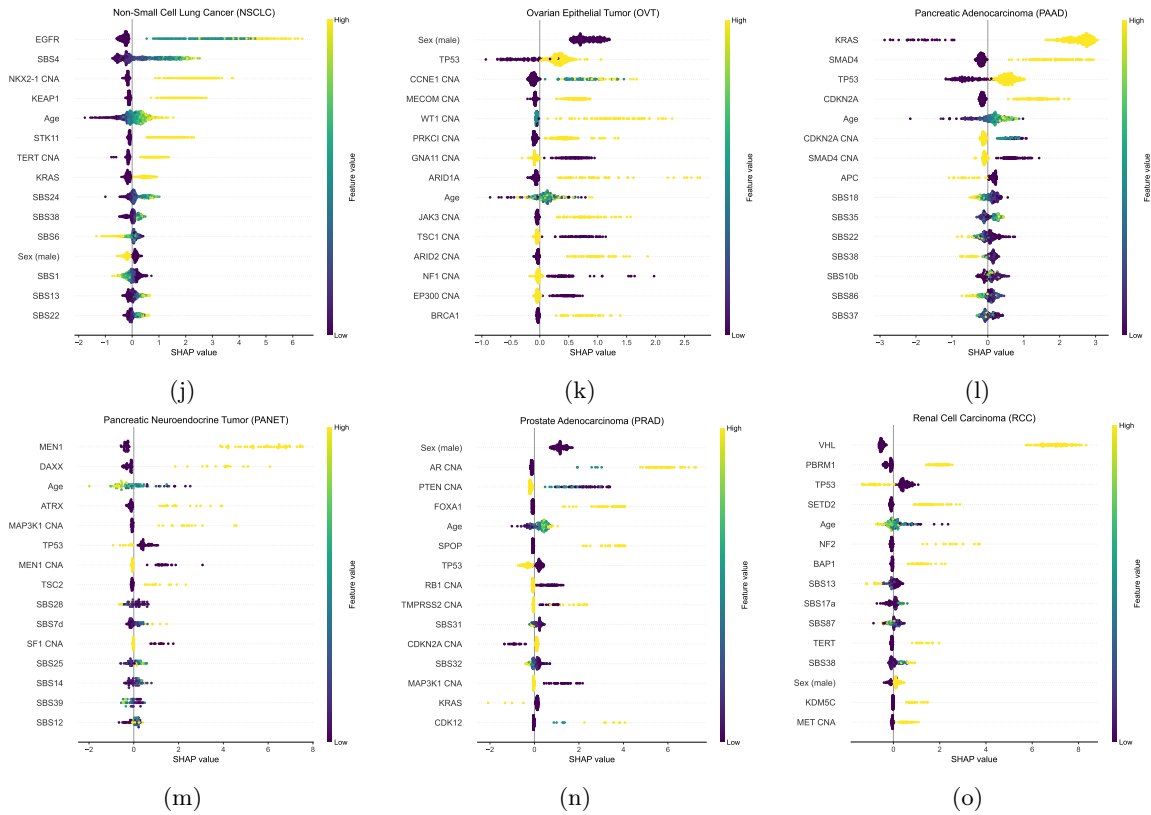 Non-Small Cell Lung Cancer (NSCLC)
EGFR
SBS4
NKX2-1 CNA
KEAP1
Age
STK11
TERT CNA
KRAS
SBS24
SBS38
SBS6
Sex (male)
SBS1
SBS13
SBS22
0 1 2 3 4 5 6
SHAP value
High
Feature value
Low
(j)
Ovarian Epithelial Tumor (OVT)
Sex (male)
TP53
CCNE1 CNA
MECOM CNA
WT1 CNA
PRKCI CNA
GNA11 CNA
ARID1A
Age
JAK3 CNA
TSC1 CNA
ARID2 CNA
NF1 CNA
EP300 CNA
BRCA1
−1.0 −0.5 0.0 0.5 1.0 1.5 2.0 2.5
SHAP value
High
Feature value
Low
(k)
Pancreatic Adenocarcinoma (PAAD)
KRAS
SMAD4
TP53
CDKN2A
Age
CDKN2A CNA
SMAD4 CNA
APC
SBS18
SBS35
SBS22
SBS38
SBS10b
SBS86
SBS37
−3 −2 −1 0 1 2 3
SHAP value
High
Feature value
Low
(l)
Pancreatic Neuroendocrine Tumor (PANET)
MEN1
DAXX
Age
ATRX
MAP3K1 CNA
TP53
MEN1 CNA
TSC2
SBS28
SBS7d
SF1 CNA
SBS25
SBS14
SBS39
SBS12
−2 0 2 4 6 8
SHAP value
High
Feature value
Low
(m)
Prostate Adenocarcinoma (PRAD)
Sex (male)
AR CNA
PTEN CNA
FOXA1
Age
SPOP
TP53
RB1 CNA
TMPRSS2 CNA
SBS31
CDKN2A CNA
SBS32
MAP3K1 CNA
KRAS
CDK12
−2 0 2 4 6
SHAP value
High
Feature value
Low
(n)
Renal Cell Carcinoma (RCC)
VHL
PBRM1
TP53
SETD2
Age
NF2
BAP1
SBS13
SBS17a
SBS87
TERT
SBS38
Sex (male)
KDM5C
MET CNA
0 2 4 6 8
SHAP value
High
Feature value
Low
(o)